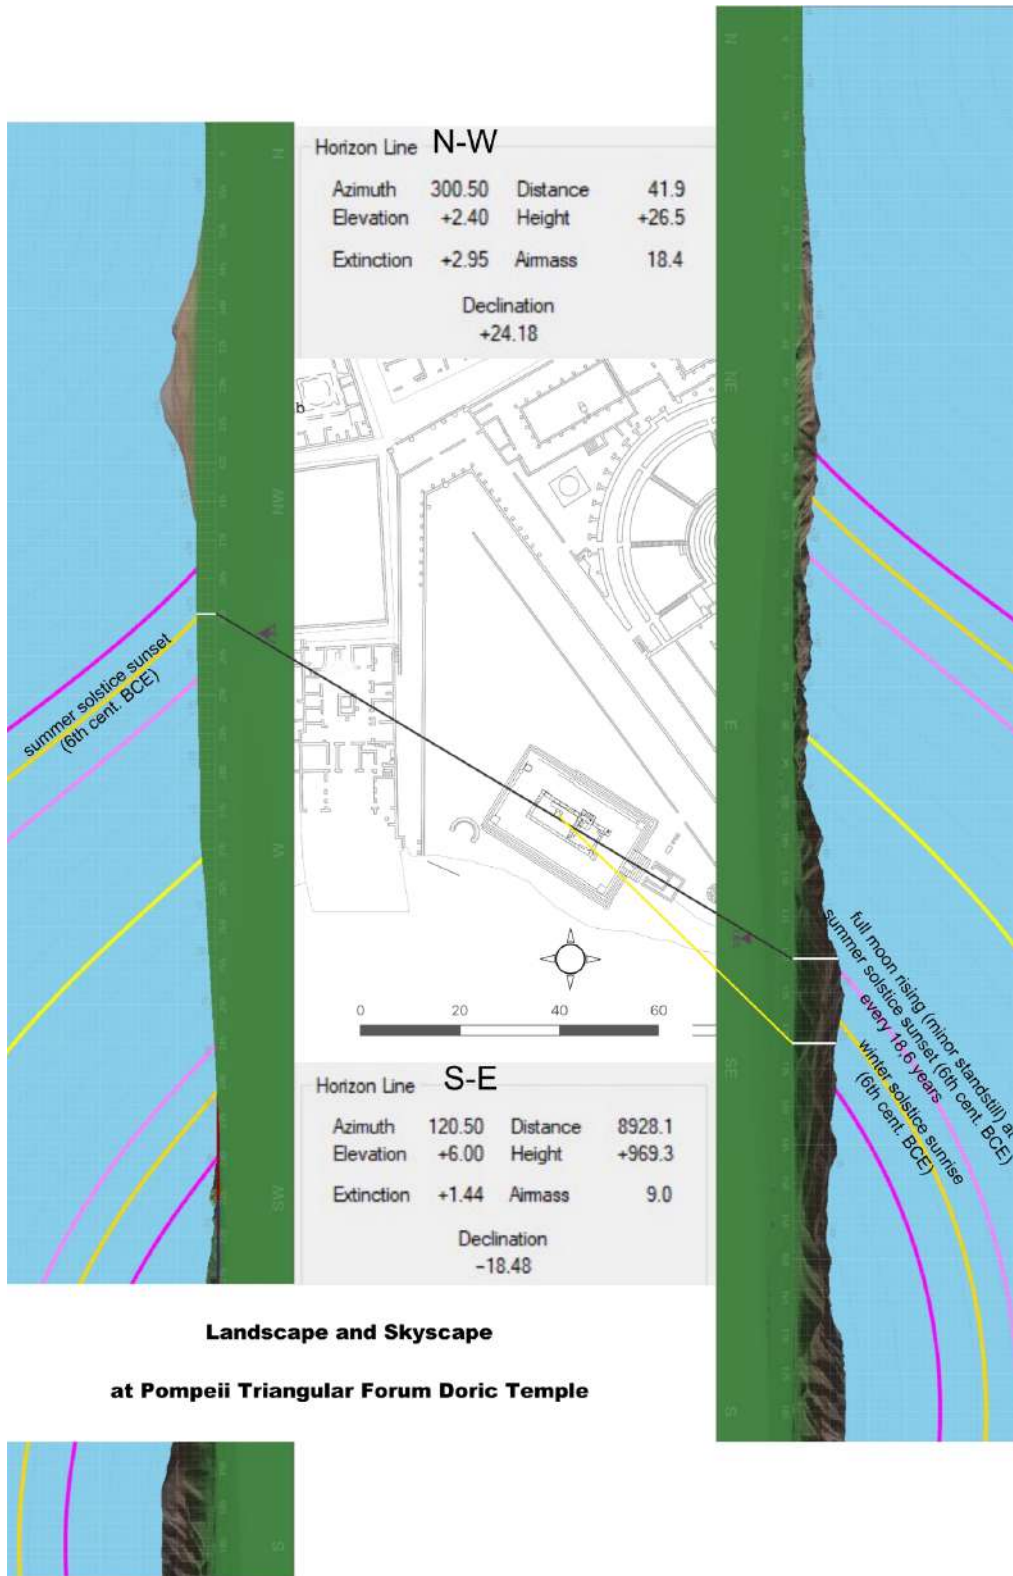 Horizon Line N-W
Azimuth 300.50 Distance 41.9
Elevation +2.40 Height +26.5
Extinction +2.95 Airmass 18.4
Declination
+24.18
N
NW
W
SW
S
N
NE
E
SE
S
b
summer solstice sunset
(6th cent. BCE)
full moon rising (minor standstill) at
summer solstice sunset (6th cent. BCE)
every 18,6 years
winter solstice sunrise
(6th cent. BCE)
0 20 40 60
Horizon Line S-E
Azimuth 120.50 Distance 8928.1
Elevation +6.00 Height +969.3
Extinction +1.44 Airmass 9.0
Declination
−18.48
Landscape and Skyscape
at Pompeii Triangular Forum Doric Temple